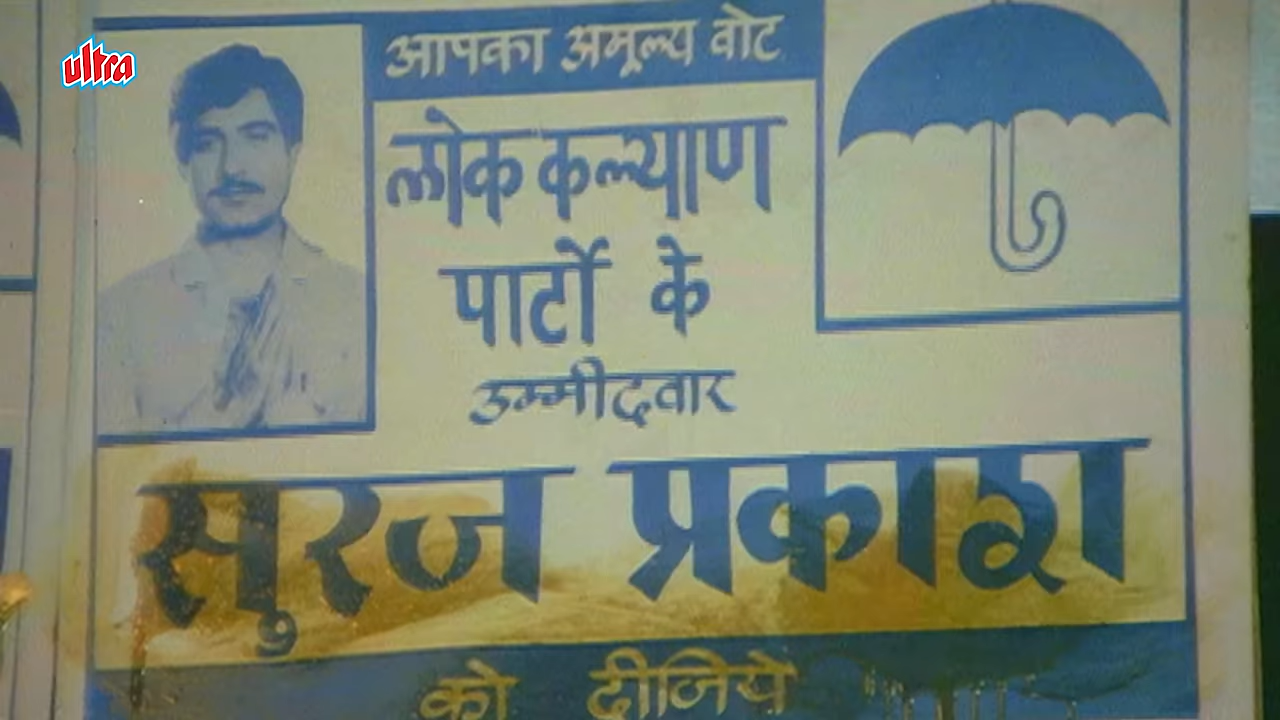 ultra
आपका अमूल्य वोट
लोक कल्याण
पार्टी के
उम्मीदवार
सुरज प्रकाश
को दीजिये